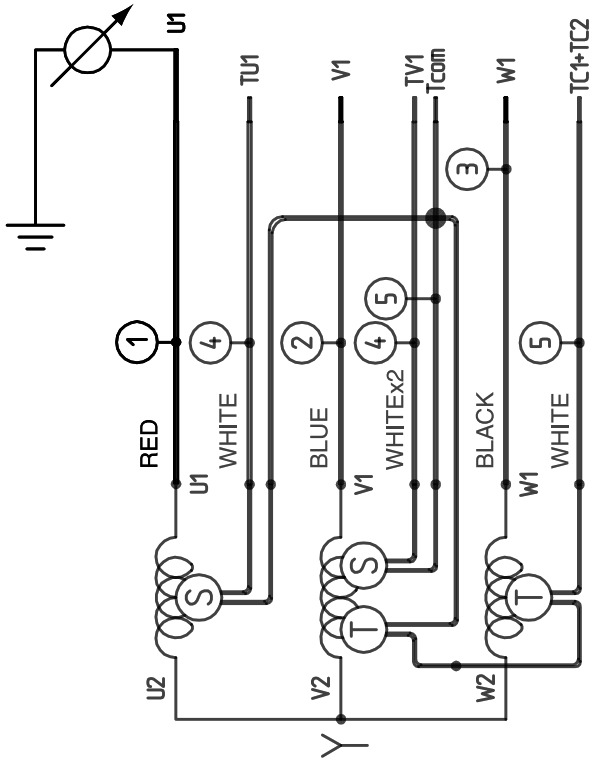 U1
TU1
V1
TV1
Tcom
W1
TC1+TC2
3
5
1
4
2
4
5
RED
WHITE
BLUE
WHITEx2
BLACK
WHITE
U1
V1
W1
S
S
T
T
U2
V2
W2
Y